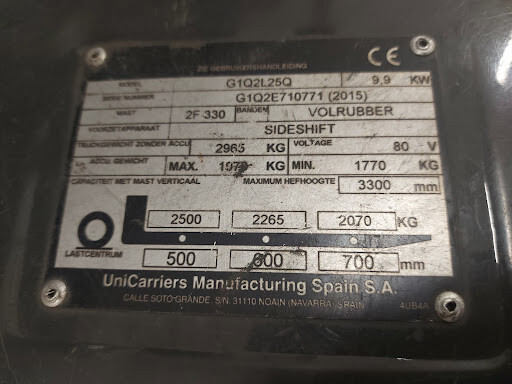 ZIE GEBRUIKERSHANDLEIDING CE
MODEL G1Q2L25Q 9,9 KW
SERIE NUMMER G1Q2E710771 (2015)
MAST 2F 330 BANDEN VOLRUBBER
VOORZETAPPARAAT SIDESHIFT
TRUCKGEWICHT ZONDER ACCU 2965 KG VOLTAGE 80 V
ACCU GEWICHT MAX. KG MIN. 1770 KG
CAPACITEIT MET MAST VERTICAAL MAXIMUM HEFHOOGTE 3300 mm
2500 2265 2070 KG
LASTCENTRUM 500 600 700 mm
UniCarriers Manufacturing Spain S.A.
CALLE SOTO-GRANDE, S/N, 31110 NOAIN (NAVARRA) SPAIN 4UB4A